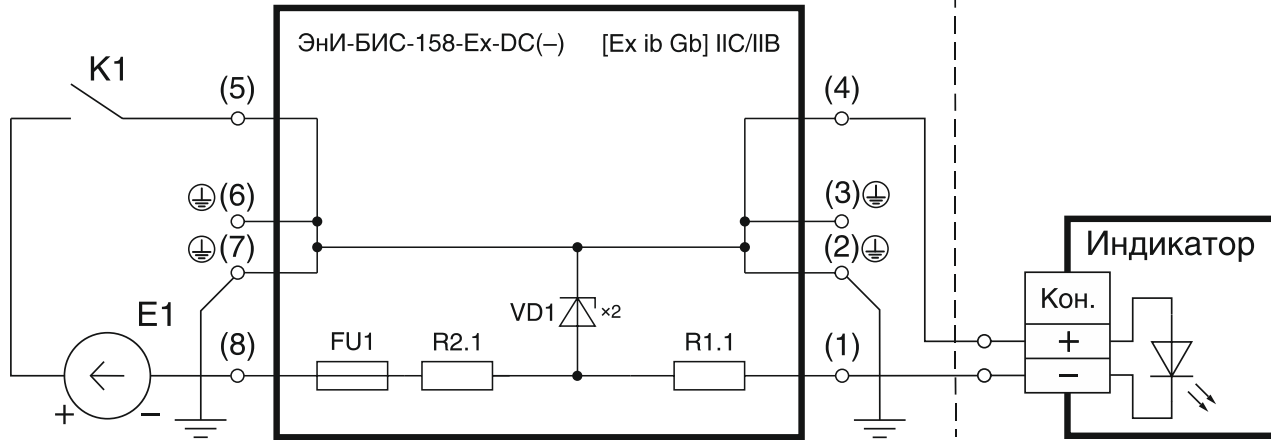 ЭнИ-БИС-158-Ex-DC(–) [Ex ib Gb] IIC/IIB
K1
(5)
(4)
(6)
(3)
(7)
(2)
Индикатор
E1
VD1 ×2
Кон.
(8)
FU1
R2.1
R1.1
(1)
+
–
+
–